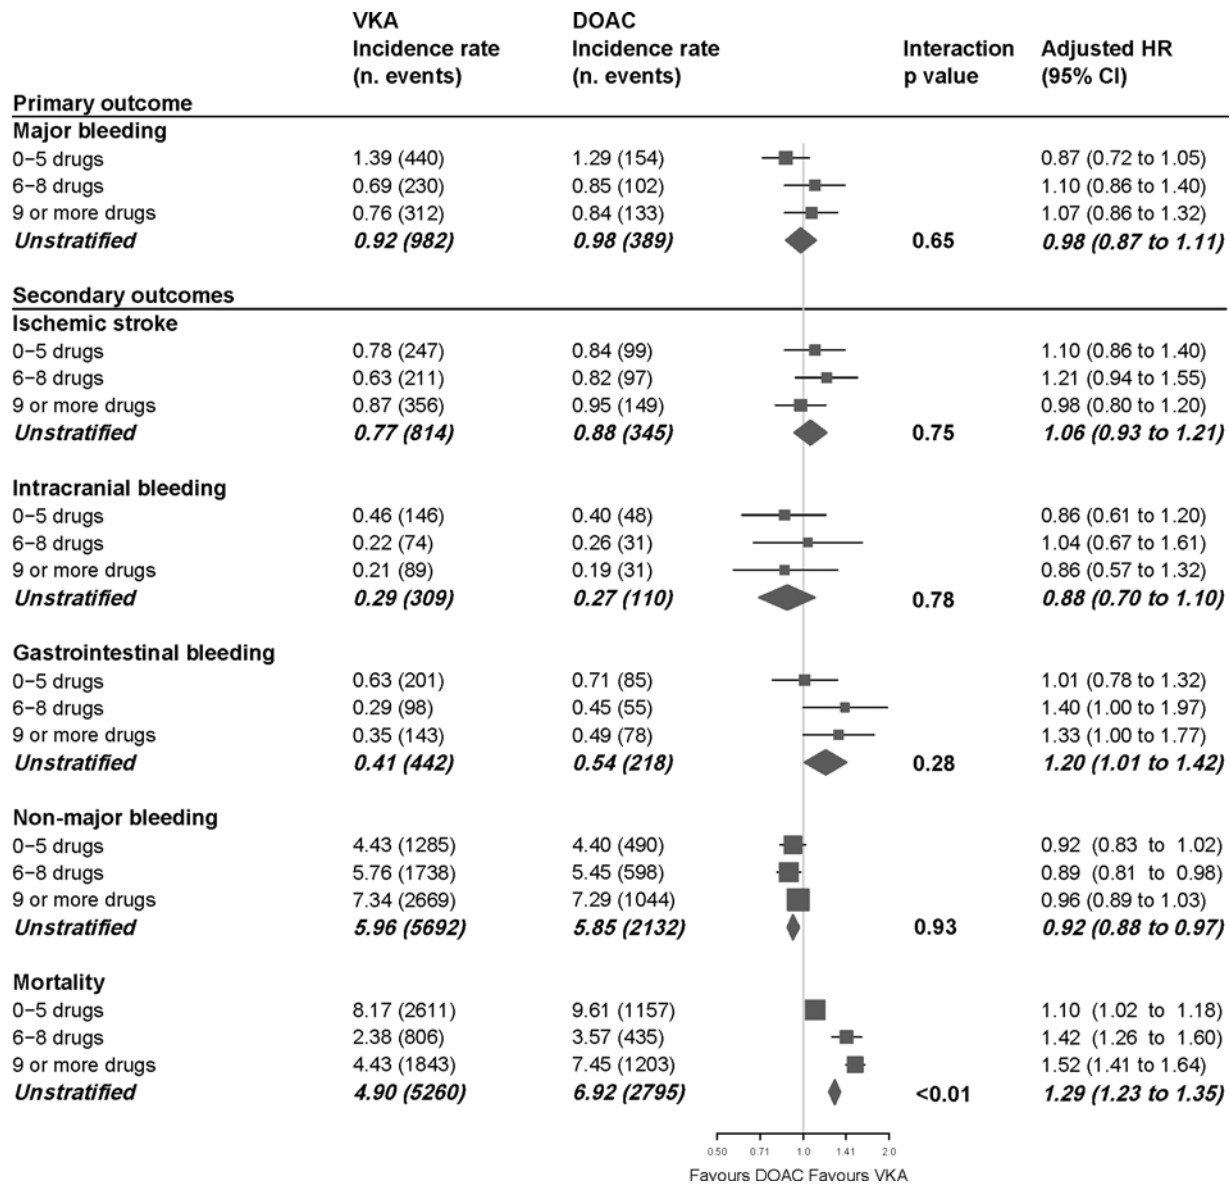 VKA DOAC
Incidence rate Incidence rate Interaction Adjusted HR
(n. events) (n. events) p value (95% CI)
Primary outcome
Major bleeding
0−5 drugs 1.39 (440) 1.29 (154) 0.87 (0.72 to 1.05)
6−8 drugs 0.69 (230) 0.85 (102) 1.10 (0.86 to 1.40)
9 or more drugs 0.76 (312) 0.84 (133) 1.07 (0.86 to 1.32)
Unstratified 0.92 (982) 0.98 (389) 0.65 0.98 (0.87 to 1.11)
Secondary outcomes
Ischemic stroke
0−5 drugs 0.78 (247) 0.84 (99) 1.10 (0.86 to 1.40)
6−8 drugs 0.63 (211) 0.82 (97) 1.21 (0.94 to 1.55)
9 or more drugs 0.87 (356) 0.95 (149) 0.98 (0.80 to 1.20)
Unstratified 0.77 (814) 0.88 (345) 0.75 1.06 (0.93 to 1.21)
Intracranial bleeding
0−5 drugs 0.46 (146) 0.40 (48) 0.86 (0.61 to 1.20)
6−8 drugs 0.22 (74) 0.26 (31) 1.04 (0.67 to 1.61)
9 or more drugs 0.21 (89) 0.19 (31) 0.86 (0.57 to 1.32)
Unstratified 0.29 (309) 0.27 (110) 0.78 0.88 (0.70 to 1.10)
Gastrointestinal bleeding
0−5 drugs 0.63 (201) 0.71 (85) 1.01 (0.78 to 1.32)
6−8 drugs 0.29 (98) 0.45 (55) 1.40 (1.00 to 1.97)
9 or more drugs 0.35 (143) 0.49 (78) 1.33 (1.00 to 1.77)
Unstratified 0.41 (442) 0.54 (218) 0.28 1.20 (1.01 to 1.42)
Non-major bleeding
0−5 drugs 4.43 (1285) 4.40 (490) 0.92 (0.83 to 1.02)
6−8 drugs 5.76 (1738) 5.45 (598) 0.89 (0.81 to 0.98)
9 or more drugs 7.34 (2669) 7.29 (1044) 0.96 (0.89 to 1.03)
Unstratified 5.96 (5692) 5.85 (2132) 0.93 0.92 (0.88 to 0.97)
Mortality
0−5 drugs 8.17 (2611) 9.61 (1157) 1.10 (1.02 to 1.18)
6−8 drugs 2.38 (806) 3.57 (435) 1.42 (1.26 to 1.60)
9 or more drugs 4.43 (1843) 7.45 (1203) 1.52 (1.41 to 1.64)
Unstratified 4.90 (5260) 6.92 (2795) <0.01 1.29 (1.23 to 1.35)
0.50 0.71 1.0 1.41 2.0
Favours DOAC Favours VKA